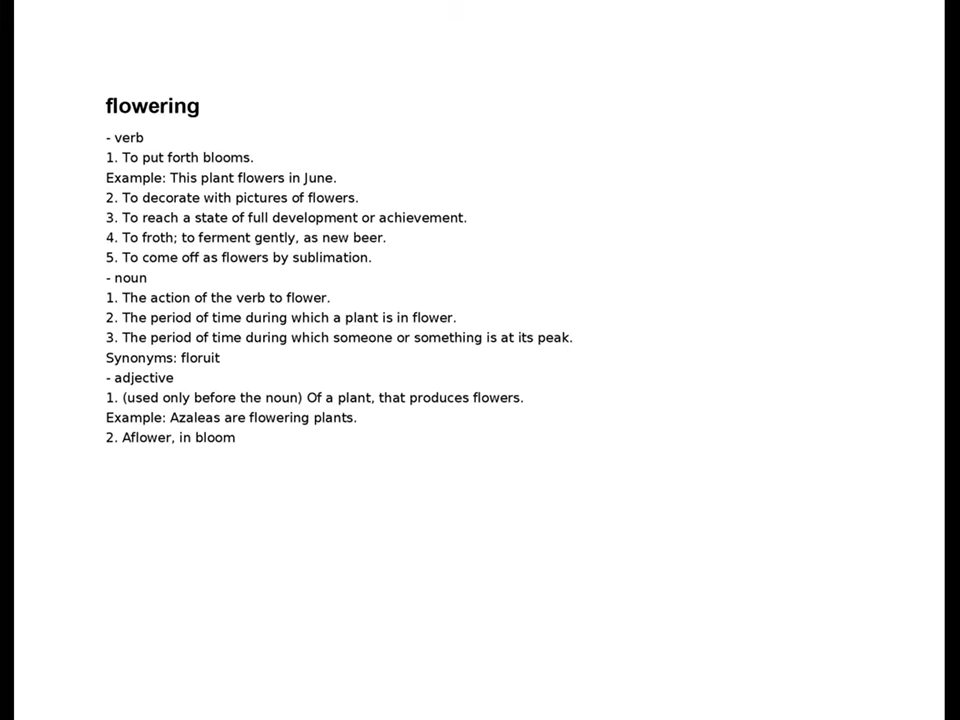 flowering
- verb
1. To put forth blooms.
Example: This plant flowers in June.
2. To decorate with pictures of flowers.
3. To reach a state of full development or achievement.
4. To froth; to ferment gently, as new beer.
5. To come off as flowers by sublimation.
- noun
1. The action of the verb to flower.
2. The period of time during which a plant is in flower.
3. The period of time during which someone or something is at its peak.
Synonyms: floruit
- adjective
1. (used only before the noun) Of a plant, that produces flowers.
Example: Azaleas are flowering plants.
2. Aflower, in bloom